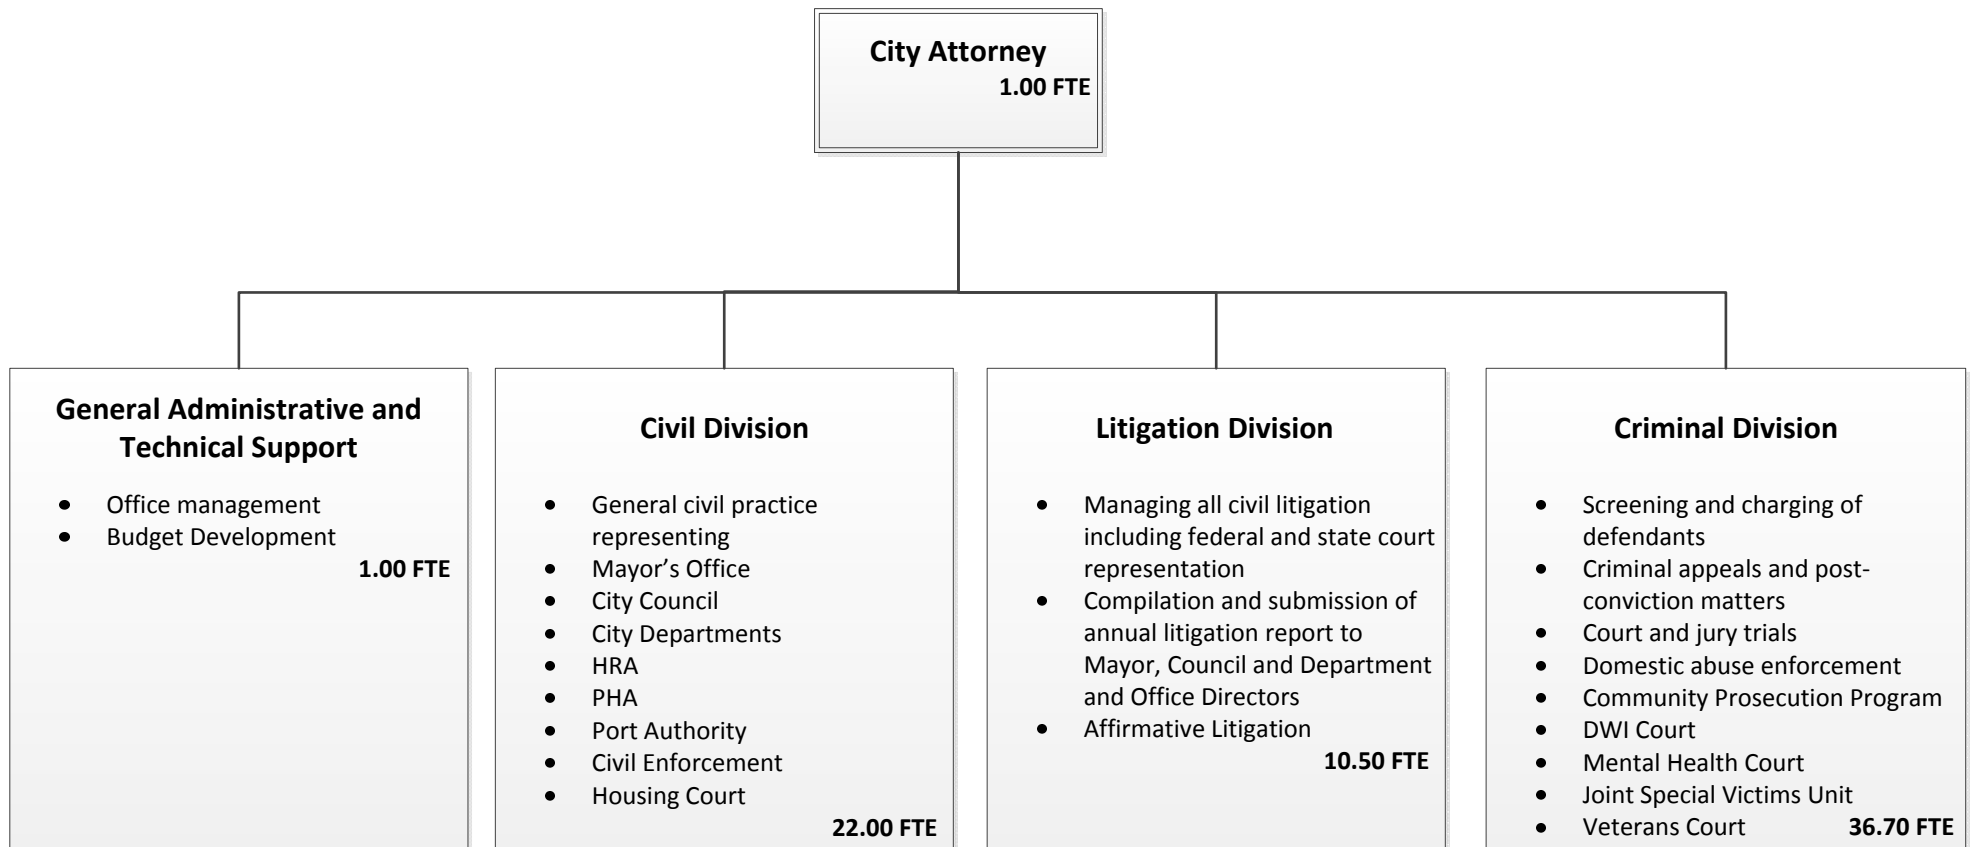 City Attorney
1.00 FTE
General Administrative and
Technical Support
• Office management
• Budget Development
1.00 FTE
Civil Division
• General civil practice
representing
• Mayor’s Office
• City Council
• City Departments
• HRA
• PHA
• Port Authority
• Civil Enforcement
• Housing Court
22.00 FTE
Litigation Division
• Managing all civil litigation
including federal and state court
representation
• Compilation and submission of
annual litigation report to
Mayor, Council and Department
and Office Directors
• Affirmative Litigation
10.50 FTE
Criminal Division
• Screening and charging of
defendants
• Criminal appeals and post-
conviction matters
• Court and jury trials
• Domestic abuse enforcement
• Community Prosecution Program
• DWI Court
• Mental Health Court
• Joint Special Victims Unit
• Veterans Court 36.70 FTE